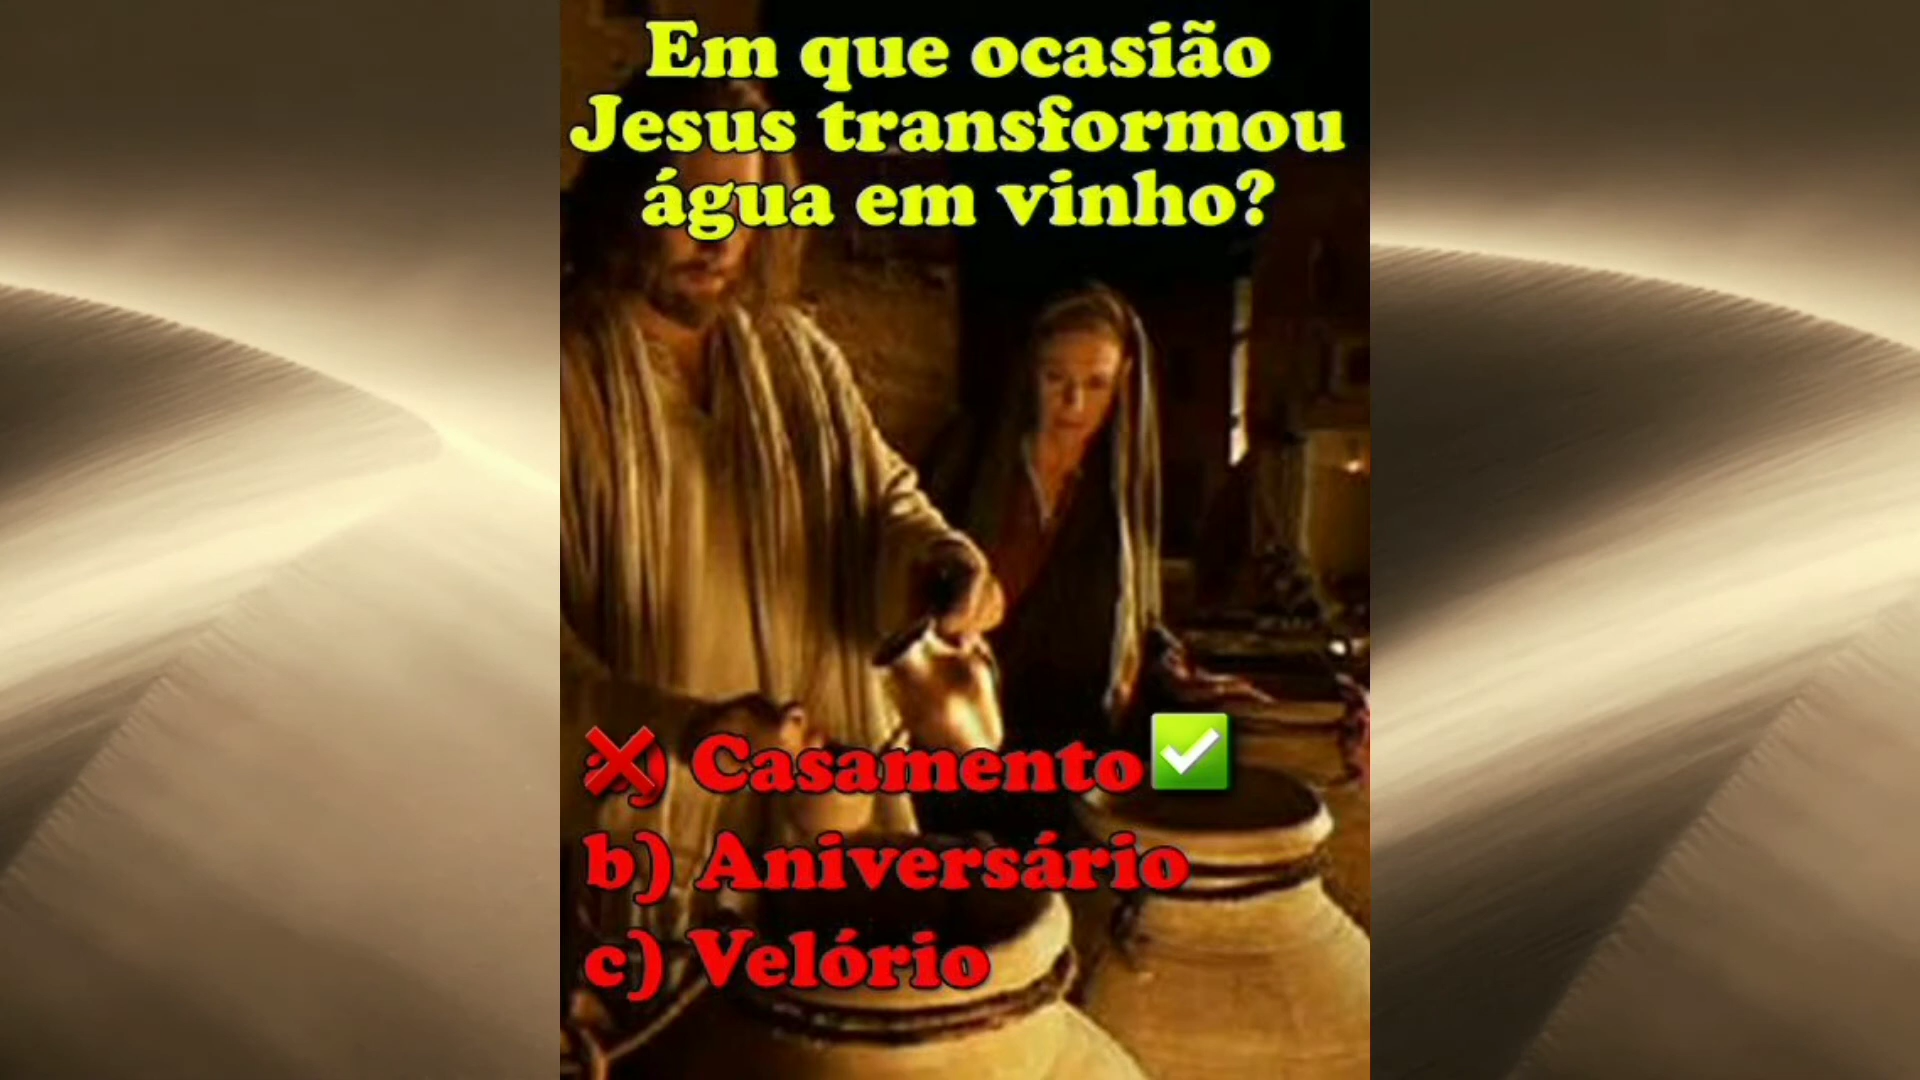 Em que ocasião
Jesus transformou
água em vinho?
a) Casamento
b) Aniversário
c) Velório